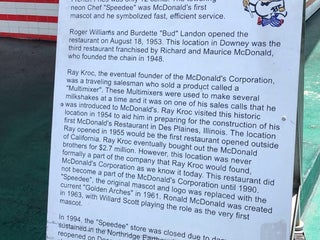 neon Chef "Speedee" was McDonald's first
mascot and he symbolized fast, efficient service.
Roger Williams and Burdette "Bud" Landon opened the
restaurant on August 18, 1953. This location in Downey was the
third restaurant franchised by Richard and Maurice McDonald,
who founded the chain in 1948.
Ray Kroc, the eventual founder of the McDonald's Corporation,
was a traveling salesman who sold a product called a
"Multimixer". These Multimixers were used to make several
milkshakes at a time and it was on one of his sales calls that he
was introduced to McDonald's. Ray Kroc visited this historic
location in 1954 to aid him in preparing for the construction of his
first McDonald's Restaurant in Des Plaines, Illinois. The location
Ray opened in 1955 would be the first restaurant opened outside
of California. Ray Kroc eventually bought out the McDonald
brothers for $2.7 million. However, this location was never
formally a part of the company that Ray Kroc would found,
McDonald's Corporation as we know it today. This restaurant did
not become a part of the McDonald's Corporation until 1990.
"Speedee", the original mascot and logo was replaced with the
current "Golden Arches" in 1961. Ronald McDonald was created
in 1963, with Willard Scott playing the role as the very first
mascot.
In 1994, the "Speedee" store was closed due to
sustained in the Northridge
reopened on